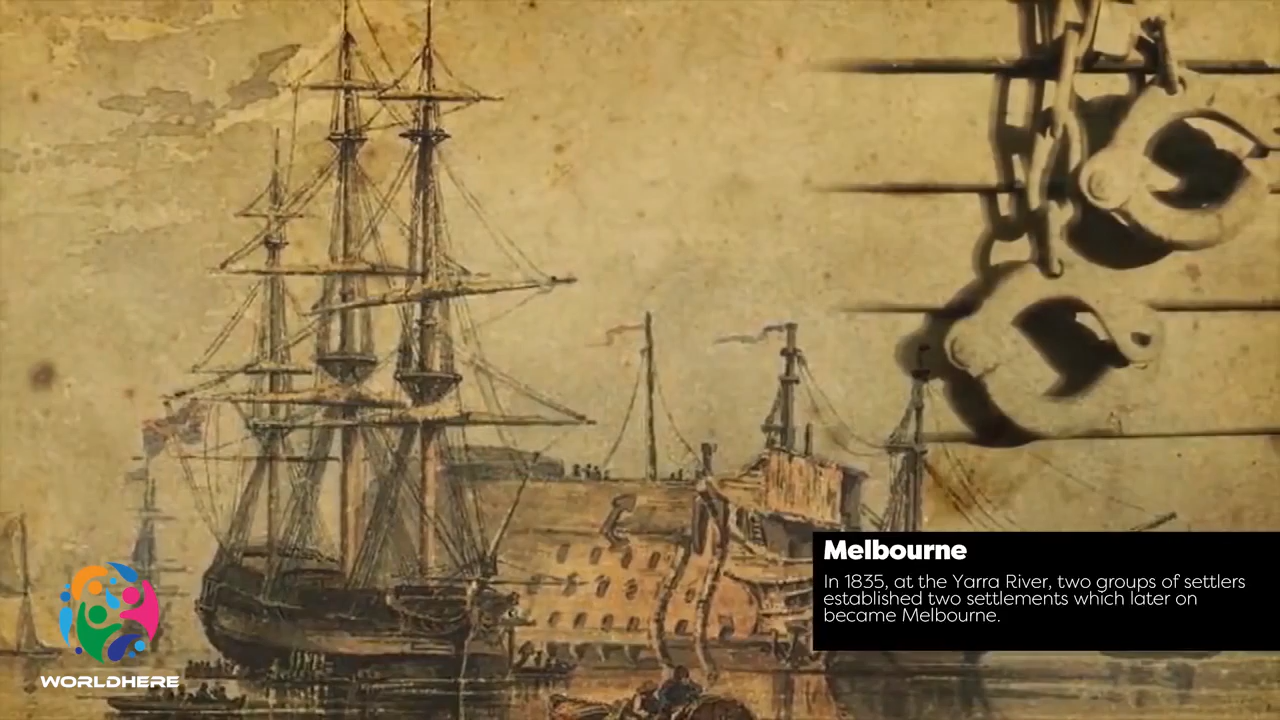 Melbourne
In 1835, at the Yarra River, two groups of settlers
established two settlements which later on
became Melbourne.
WORLDHERE